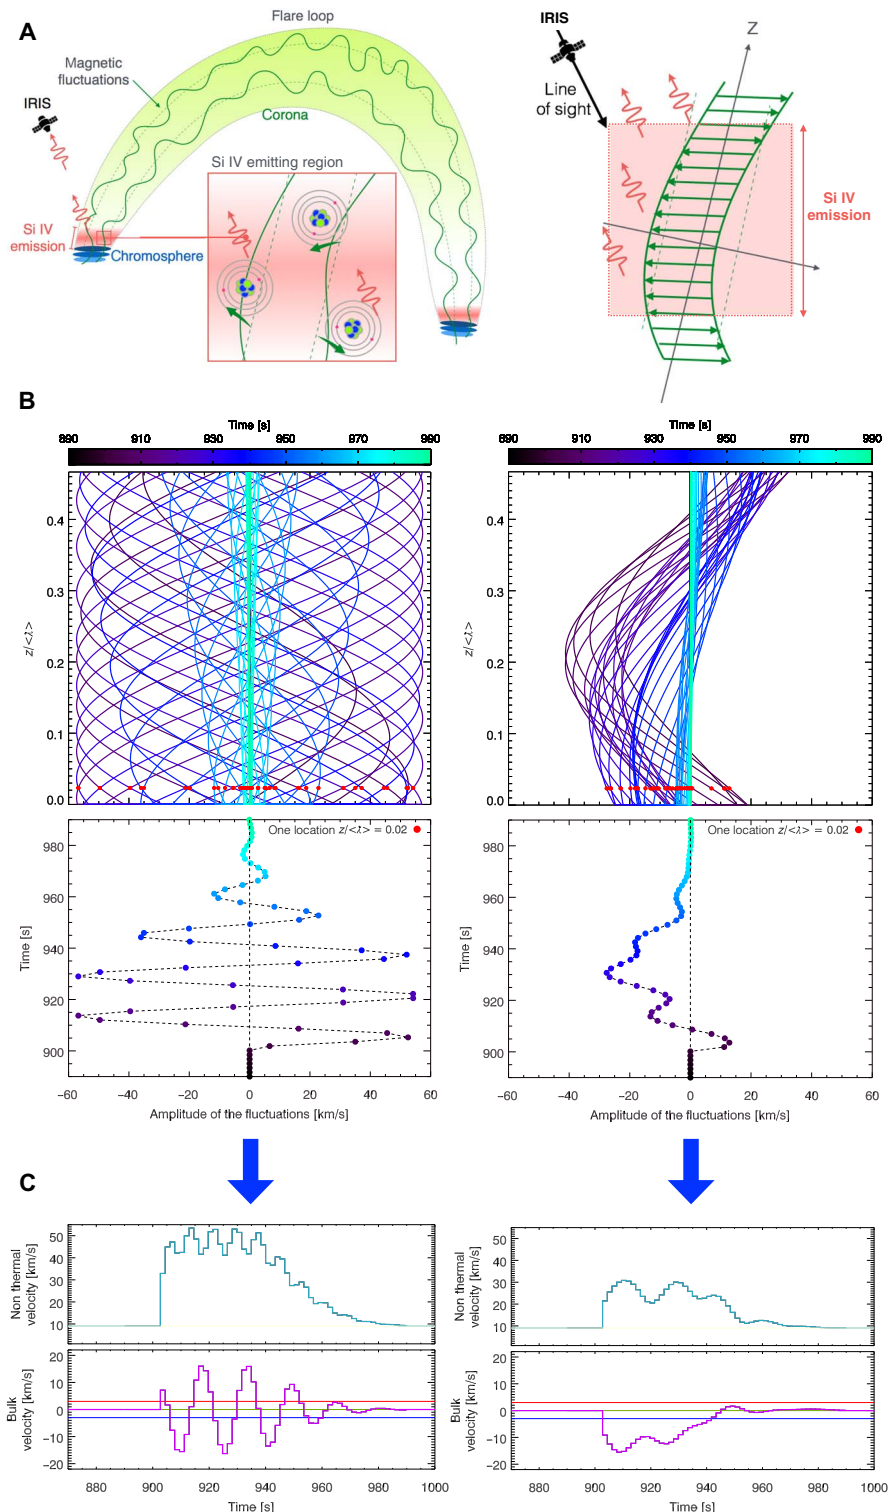 A
Flare loop
Magnetic
fluctuations
IRIS
Corona
Si IV emitting region
Si IV
emission
Chromosphere
IRIS
Line
of sight
Z
Si IV
emission
B
Time [s]
890 910 930 950 970 990
0.4
0.3
z/<λ>
0.2
0.1
0.0
One location z/<λ> = 0.02
980
960
Time [s]
940
920
900
−60 −40 −20 0 20 40 60
Amplitude of the fluctuations [km/s]
Time [s]
890 910 930 950 970 990
0.4
0.3
z/<λ>
0.2
0.1
0.0
One location z/<λ> = 0.02
980
960
Time [s]
940
920
900
−60 −40 −20 0 20 40 60
Amplitude of the fluctuations [km/s]
C
50
40
30
20
10
Non thermal
velocity [km/s]
20
10
0
−10
−20
Bulk
velocity [km/s]
880 900 920 940 960 980 1000
Time [s]
50
40
30
20
10
Non thermal
velocity [km/s]
20
10
0
−10
−20
Bulk
velocity [km/s]
880 900 920 940 960 980 1000
Time [s]